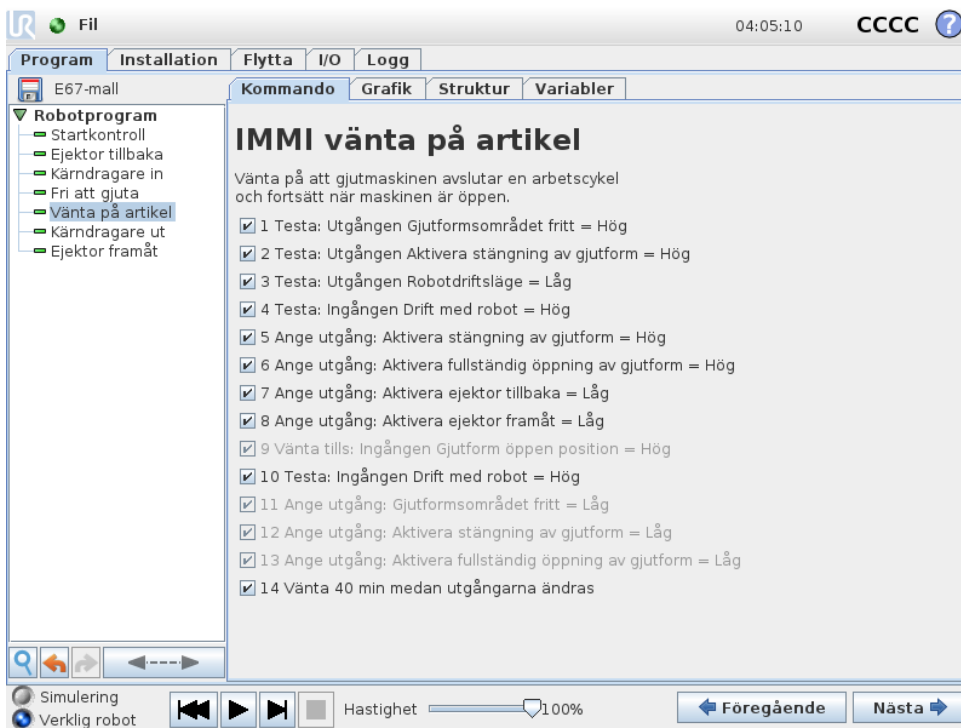 UR Fil 04:05:10 CCCC ?
Program Installation Flytta I/O Logg
E67-mall
Kommando Grafik Struktur Variabler
Robotprogram
Startkontroll
Ejektor tillbaka
Kärndragare in
Fri att gjuta
Vänta på artikel
Kärndragare ut
Ejektor framåt
IMMI vänta på artikel
Vänta på att gjutmaskinen avslutar en arbetscykel
och fortsätt när maskinen är öppen.
1 Testa: Utgången Gjutformsområdet fritt = Hög
2 Testa: Utgången Aktivera stängning av gjutform = Hög
3 Testa: Utgången Robotdriftsläge = Låg
4 Testa: Ingången Drift med robot = Hög
5 Ange utgång: Aktivera stängning av gjutform = Hög
6 Ange utgång: Aktivera fullständig öppning av gjutform = Hög
7 Ange utgång: Aktivera ejektor tillbaka = Låg
8 Ange utgång: Aktivera ejektor framåt = Låg
9 Vänta tills: Ingången Gjutform öppen position = Hög
10 Testa: Ingången Drift med robot = Hög
11 Ange utgång: Gjutformsområdet fritt = Låg
12 Ange utgång: Aktivera stängning av gjutform = Låg
13 Ange utgång: Aktivera fullständig öppning av gjutform = Låg
14 Vänta 40 min medan utgångarna ändras
Simulering
Verklig robot
Hastighet 100%
Föregående
Nästa